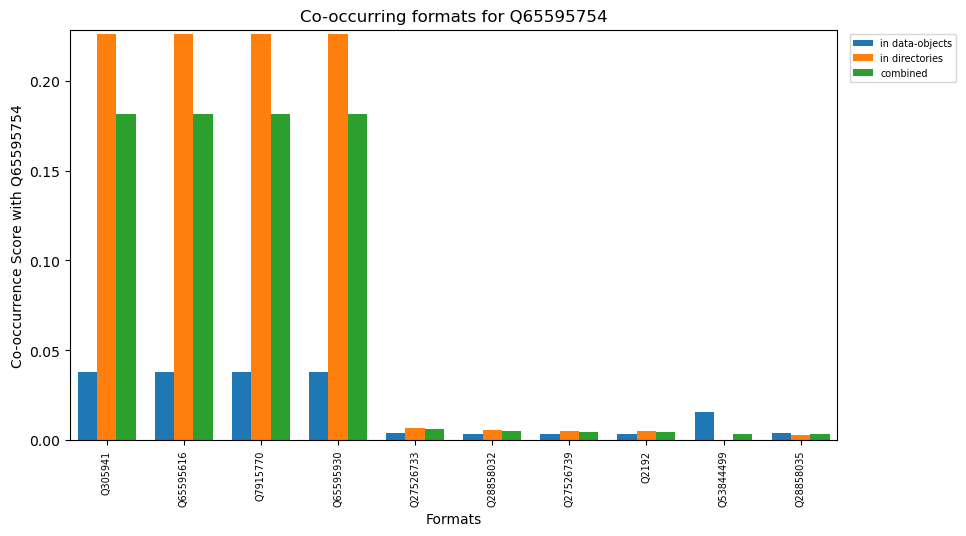 Co-occurring formats for Q65595754
in data-objects
in directories
combined
Co-occurrence Score with Q65595754
0.20
0.15
0.10
0.05
0.00
Q305941
Q65595616
Q7915770
Q65595930
Q27526733
Q28858032
Q27526739
Q2192
Q53844499
Q28858035
Formats